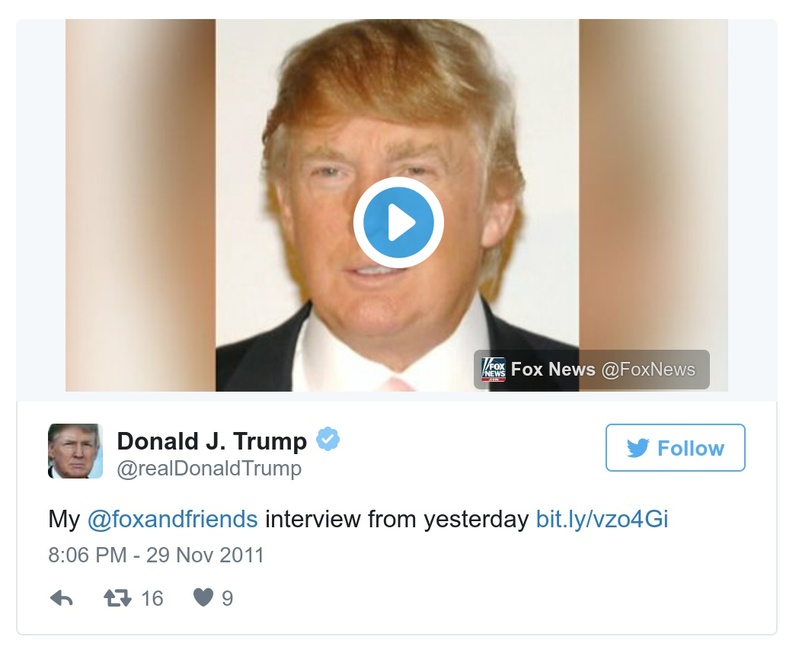 FOX
NEWS
Fox News @FoxNews
Donald J. Trump
@realDonaldTrump
Follow
My @foxandfriends interview from yesterday bit.ly/vzo4Gi
8:06 PM - 29 Nov 2011
16 9